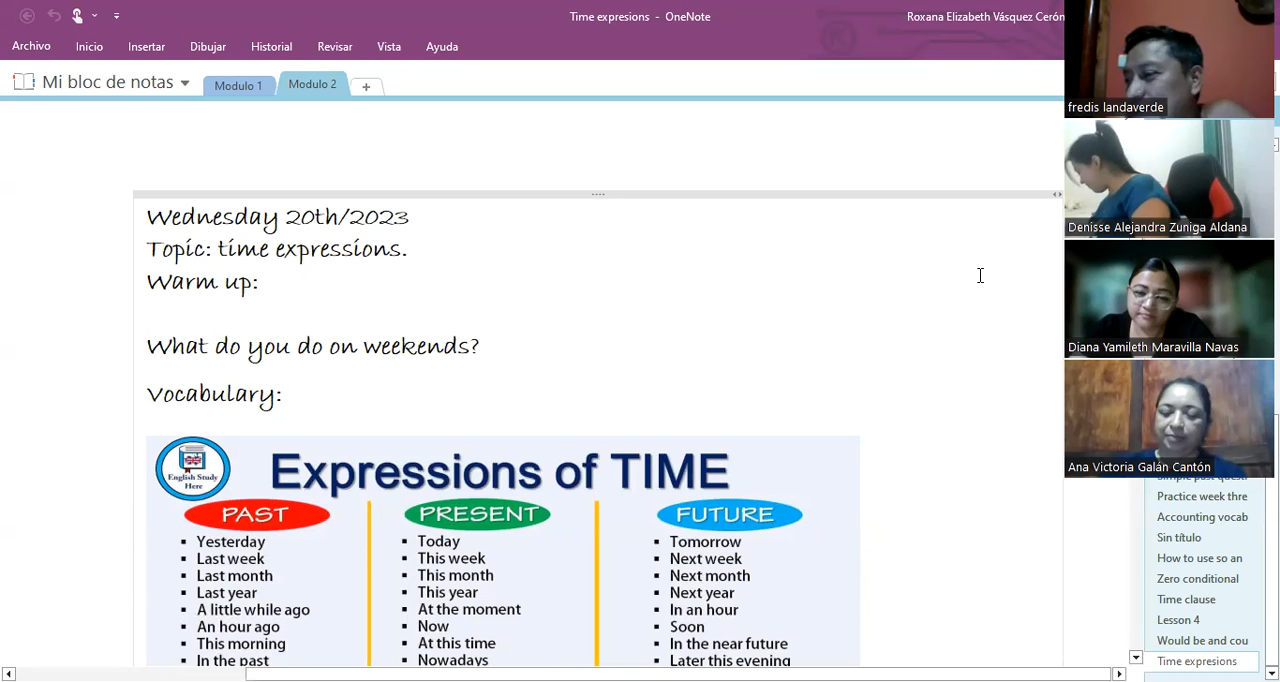 Time expresions - OneNote
Roxana Elizabeth Vásquez Cerón
Archivo Inicio Insertar Dibujar Historial Revisar Vista Ayuda
Mi bloc de notas Modulo 1 Modulo 2 +
Wednesday 20th/2023
Topic: time expressions.
Warm up:
What do you do on weekends?
Vocabulary:
English Study
Here
Expressions of TIME
PAST
Yesterday
Last week
Last month
Last year
A little while ago
An hour ago
This morning
In the past
PRESENT
Today
This week
This month
This year
At the moment
Now
At this time
Nowadays
FUTURE
Tomorrow
Next week
Next month
Next year
In an hour
Soon
In the near future
Later this evening
fredis landaverde
Denisse Alejandra Zuniga Aldana
Diana Yamileth Maravilla Navas
Ana Victoria Galán Cantón
Simple past questi
Practice week thre
Accounting vocab
Sin título
How to use so an
Zero conditional
Time clause
Lesson 4
Would be and cou
Time expresions